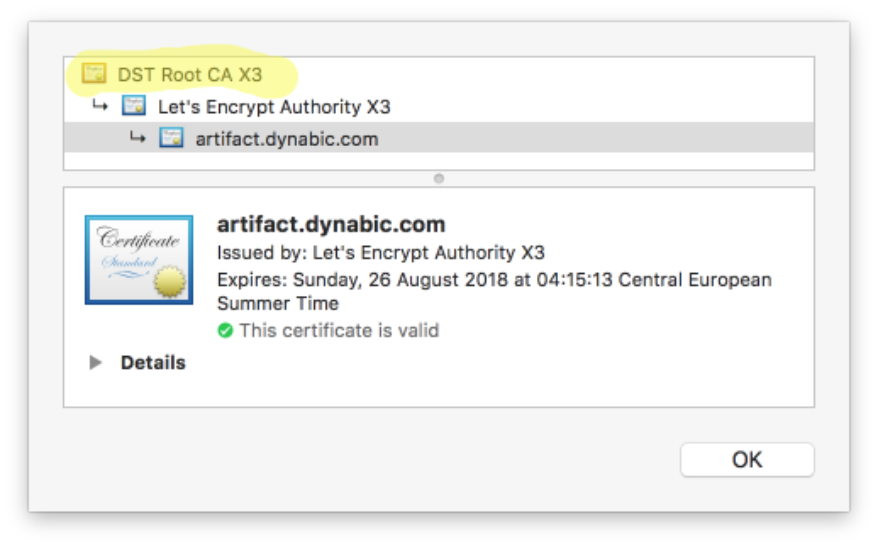 DST Root CA X3
Let's Encrypt Authority X3
artifact.dynabic.com
Certificate
Standard
artifact.dynabic.com
Issued by: Let's Encrypt Authority X3
Expires: Sunday, 26 August 2018 at 04:15:13 Central European
Summer Time
This certificate is valid
Details
OK